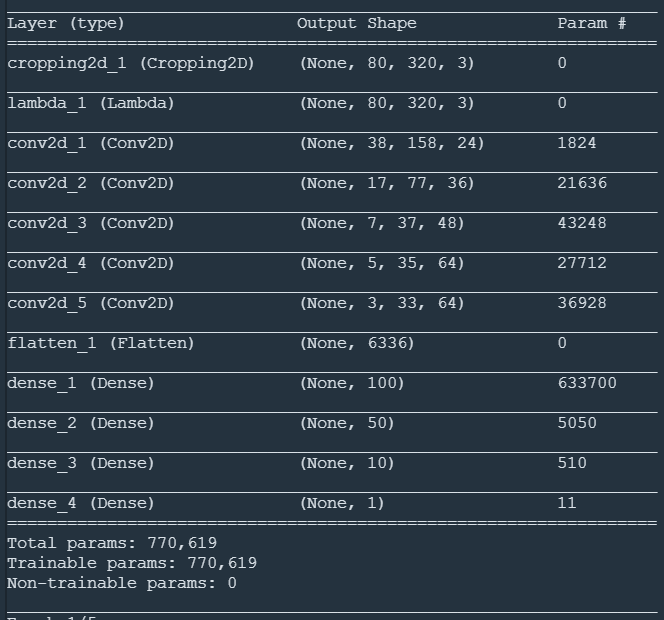 Layer (type) Output Shape Param #
cropping2d_1 (Cropping2D) (None, 80, 320, 3) 0
lambda_1 (Lambda) (None, 80, 320, 3) 0
conv2d_1 (Conv2D) (None, 38, 158, 24) 1824
conv2d_2 (Conv2D) (None, 17, 77, 36) 21636
conv2d_3 (Conv2D) (None, 7, 37, 48) 43248
conv2d_4 (Conv2D) (None, 5, 35, 64) 27712
conv2d_5 (Conv2D) (None, 3, 33, 64) 36928
flatten_1 (Flatten) (None, 6336) 0
dense_1 (Dense) (None, 100) 633700
dense_2 (Dense) (None, 50) 5050
dense_3 (Dense) (None, 10) 510
dense_4 (Dense) (None, 1) 11
Total params: 770,619
Trainable params: 770,619
Non-trainable params: 0